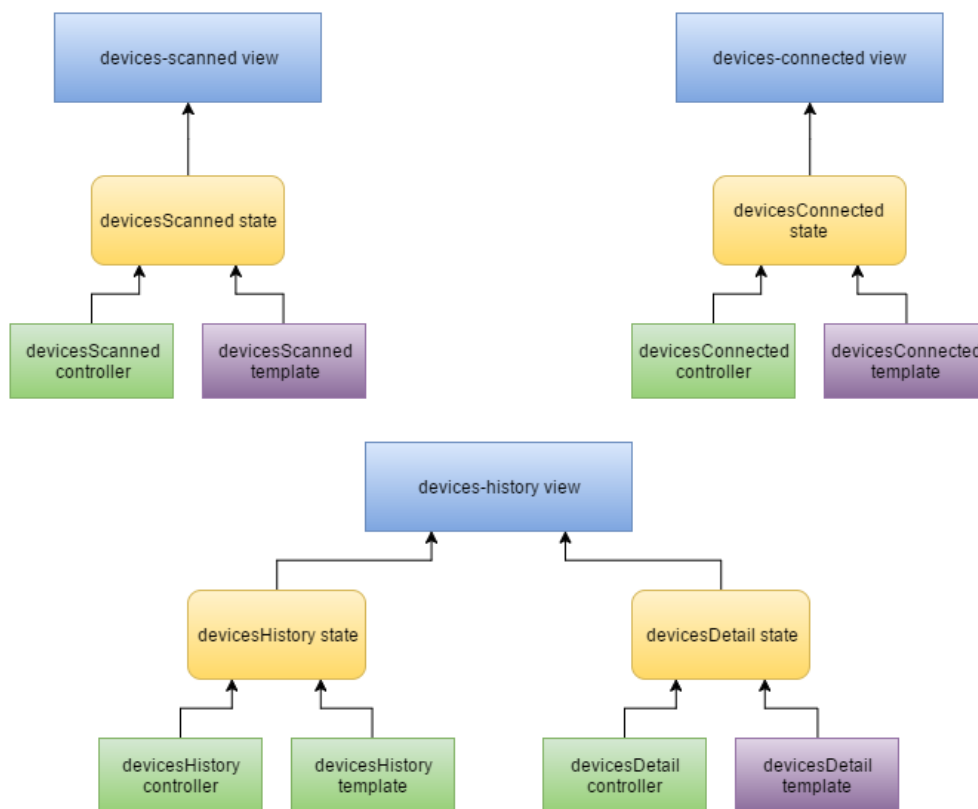 devices-scanned view
devices-connected view
devicesScanned state
devicesConnected
state
devicesScanned
controller
devicesScanned
template
devicesConnected
controller
devicesConnected
template
devices-history view
devicesHistory state
devicesDetail state
devicesHistory
controller
devicesHistory
template
devicesDetail
controller
devicesDetail
template